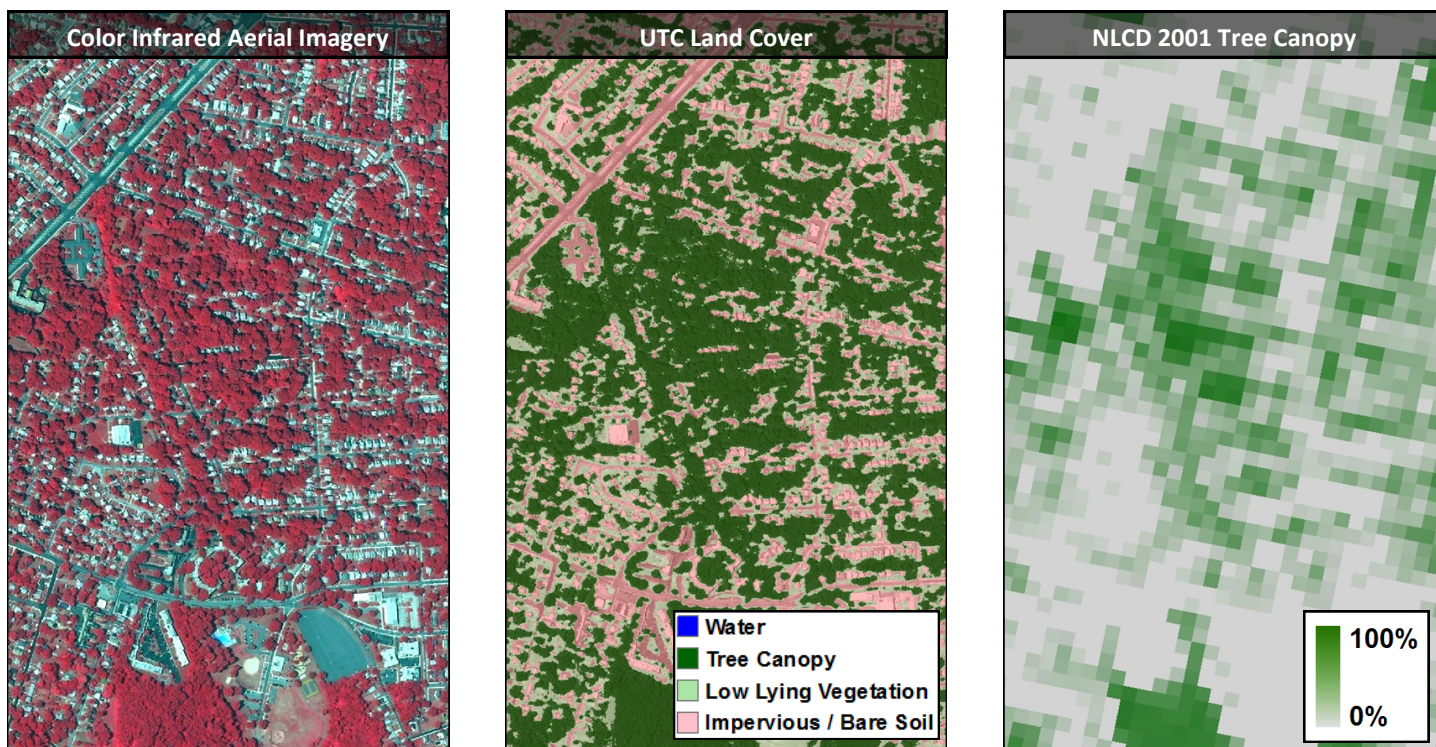 Color Infrared Aerial Imagery
UTC Land Cover
NLCD 2001 Tree Canopy
Water
Tree Canopy
Low Lying Vegetation
Impervious / Bare Soil
100%
0%